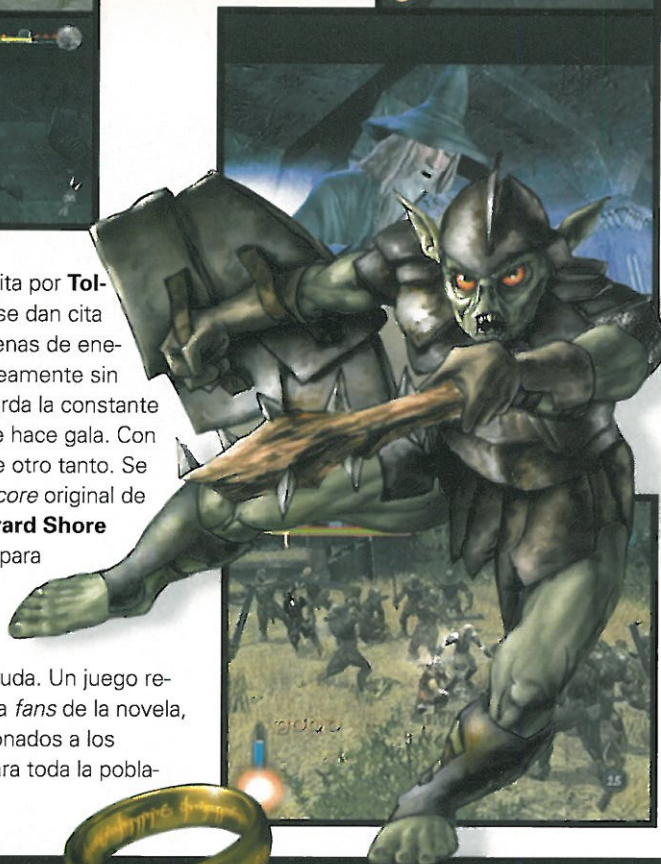 ita por Tol-
se dan cita
enas de ene-
eamente sin
rda la constante
e hace gala. Con
e otro tanto. Se
core original de
ard Shore
para
uda. Un juego re-
a fans de la novela,
onados a los
ara toda la pobla-
25